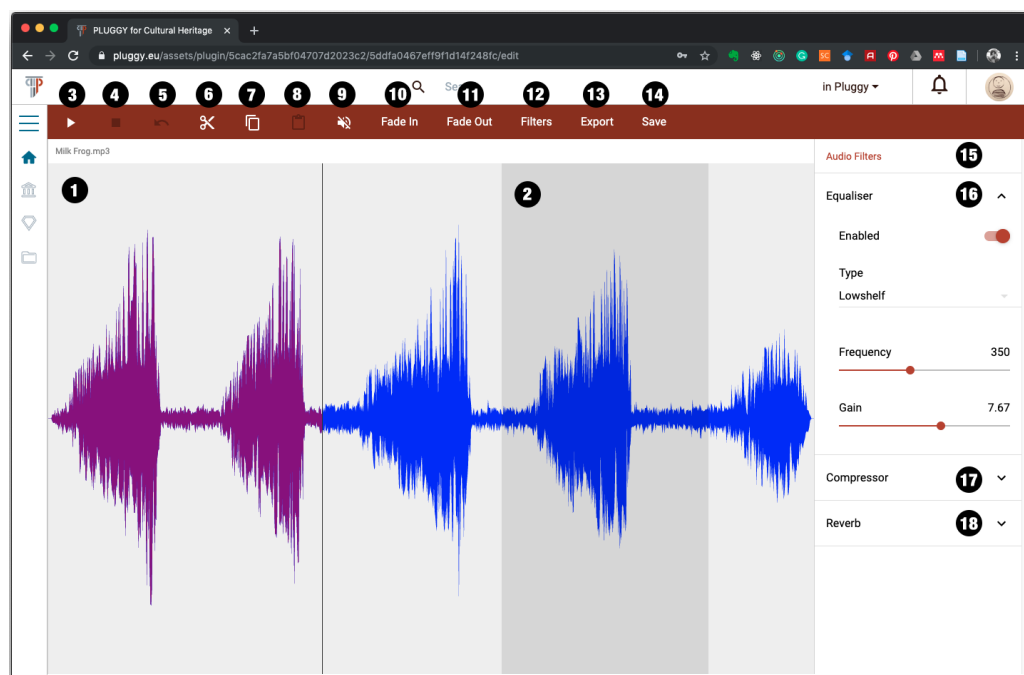 PLUGGY for Cultural Heritage
pluggy.eu/assets/plugin/5cac2fa7a5bf04707d2023c2/5ddfa0467eff9f1d14f248fc/edit
in Pluggy
3 4 5 6 7 8 9 10 11 12 13 14
Fade In Fade Out Filters Export Save
Milk Frog.mp3
Audio Filters 15
1
2
Equaliser 16
Enabled
Type
Lowshelf
Frequency 350
Gain 7.67
Compressor 17
Reverb 18